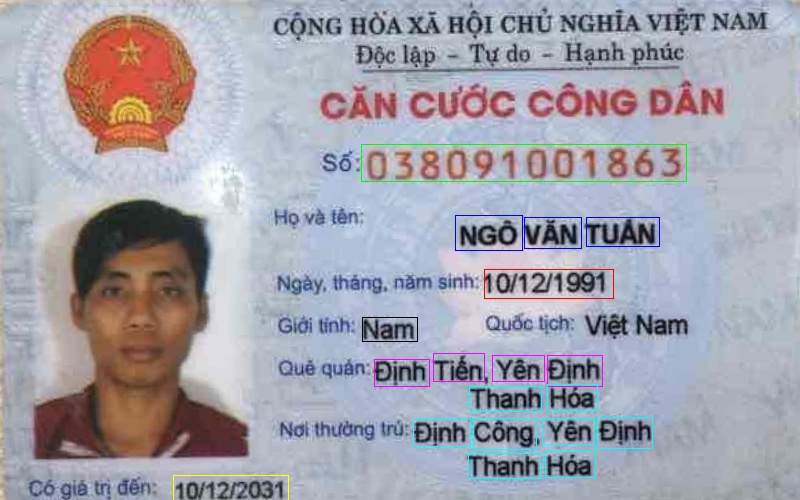 CỘNG HÒA XÃ HỘI CHỦ NGHĨA VIỆT NAM
Độc lập – Tự do – Hạnh phúc
CĂN CƯỚC CÔNG DÂN
Số: 038091001863
Họ và tên:
NGÔ VĂN TUÂN
Ngày, tháng, năm sinh: 10/12/1991
Giới tính: Nam Quốc tịch: Việt Nam
Quê quán: Định Tiến, Yên Định
Thanh Hóa
Nơi thường trú: Định Công, Yên Định
Thanh Hóa
Có giá trị đến: 10/12/2031